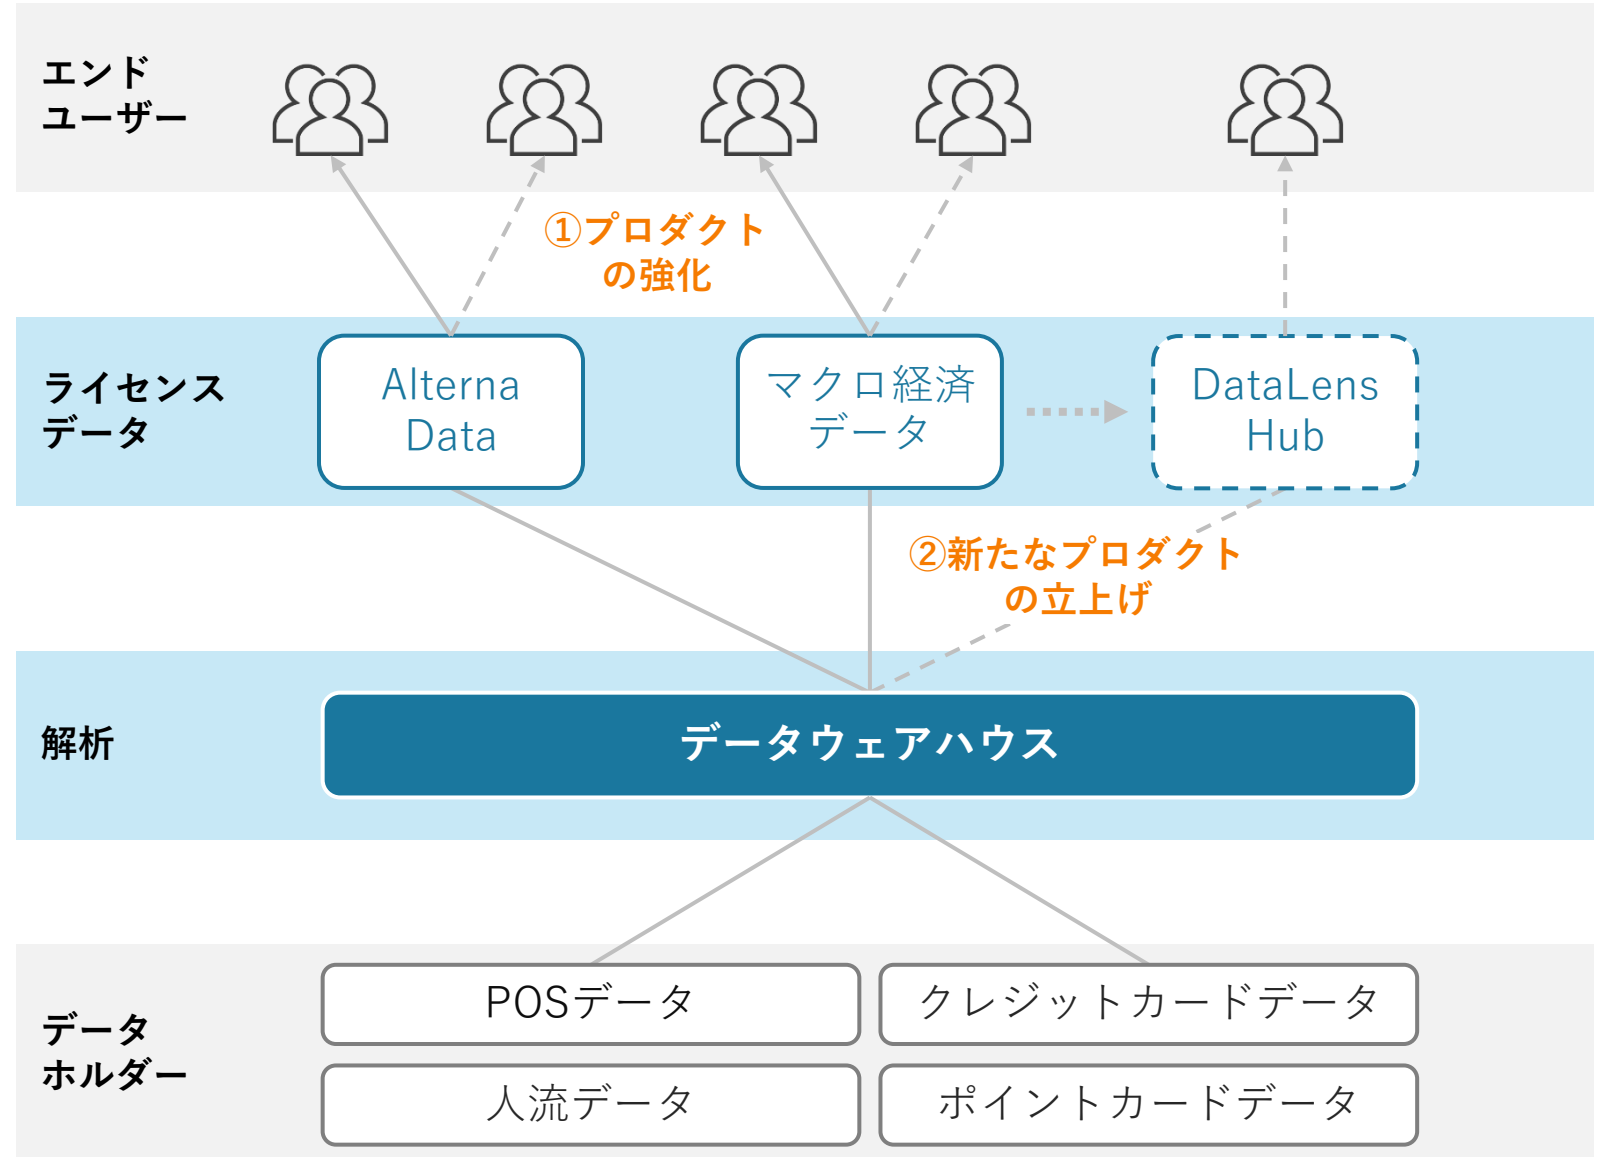 エンド
ユーザー
①プロダクト
の強化
ライセンス
データ
Alterna
Data
マクロ経済
データ
DataLens
Hub
②新たなプロダクト
の立上げ
解析
データウェアハウス
データ
ホルダー
POSデータ
クレジットカードデータ
人流データ
ポイントカードデータ